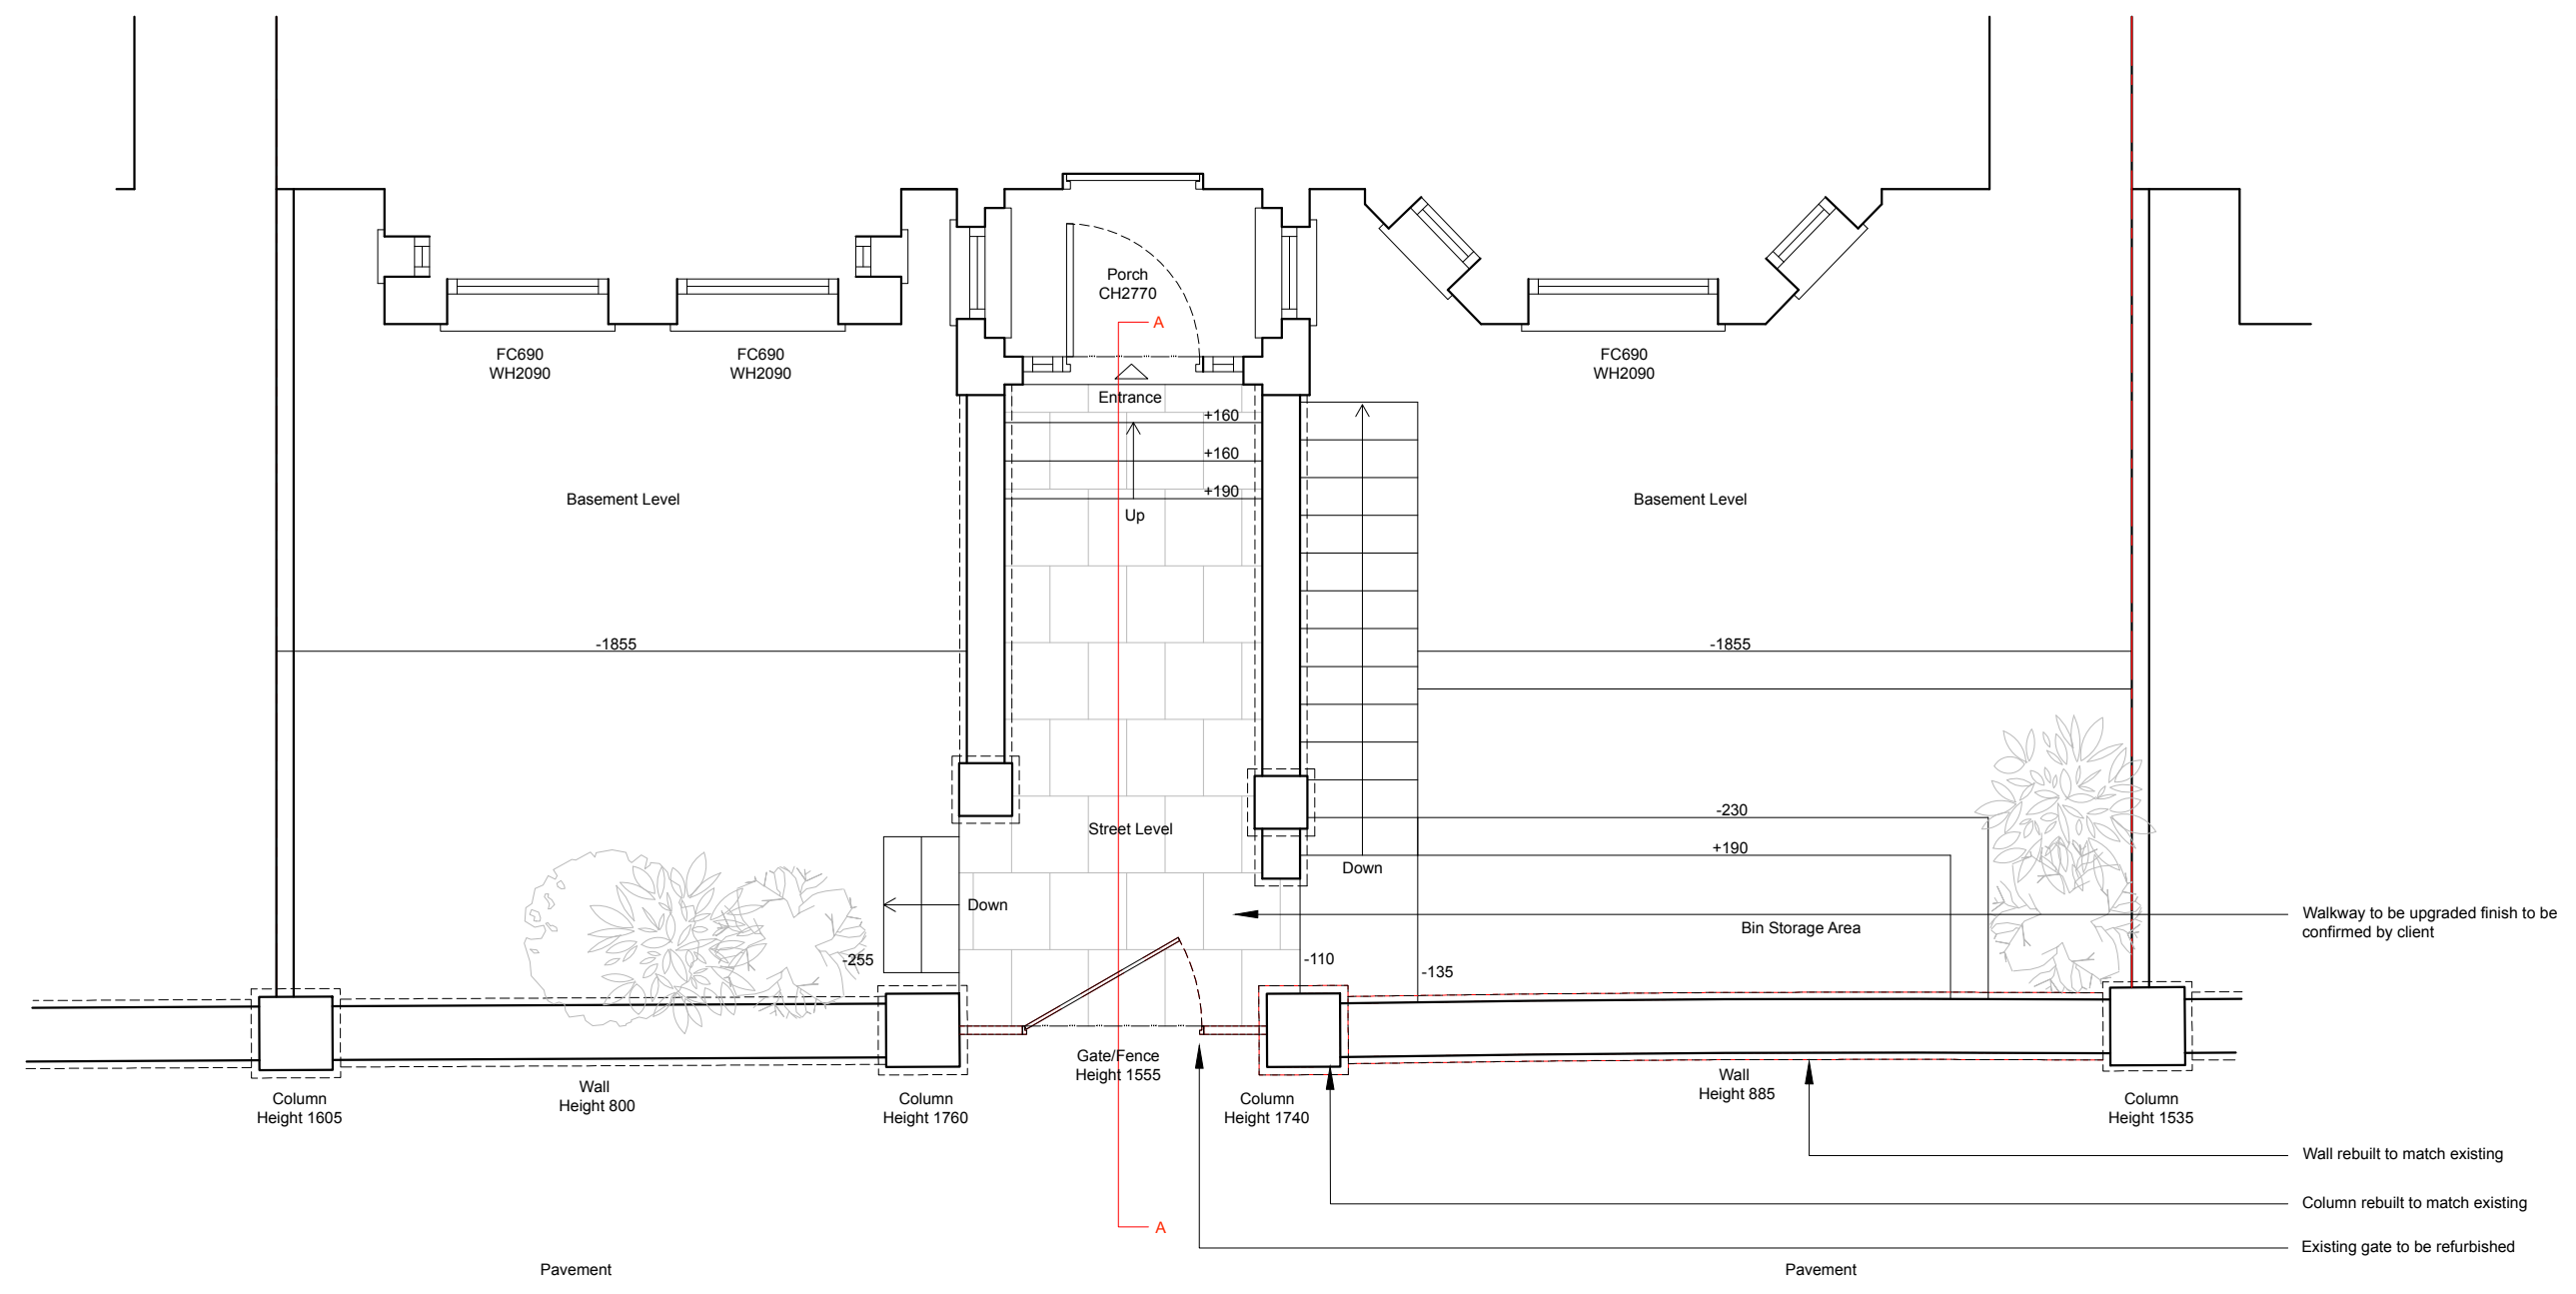 Porch
CH2770
A
FC690
WH2090
FC690
WH2090
FC690
WH2090
Entrance
+160
+160
+190
Up
Basement Level
Basement Level
-1855
-1855
-230
Street Level
+190
Down
Down
Walkway to be upgraded finish to be
confirmed by client
Bin Storage Area
-255
-110
-135
Gate/Fence
Height 1555
Wall
Height 800
Wall
Height 885
Column
Height 1605
Column
Height 1760
Column
Height 1740
Column
Height 1535
Wall rebuilt to match existing
Column rebuilt to match existing
A
Existing gate to be refurbished
Pavement
Pavement